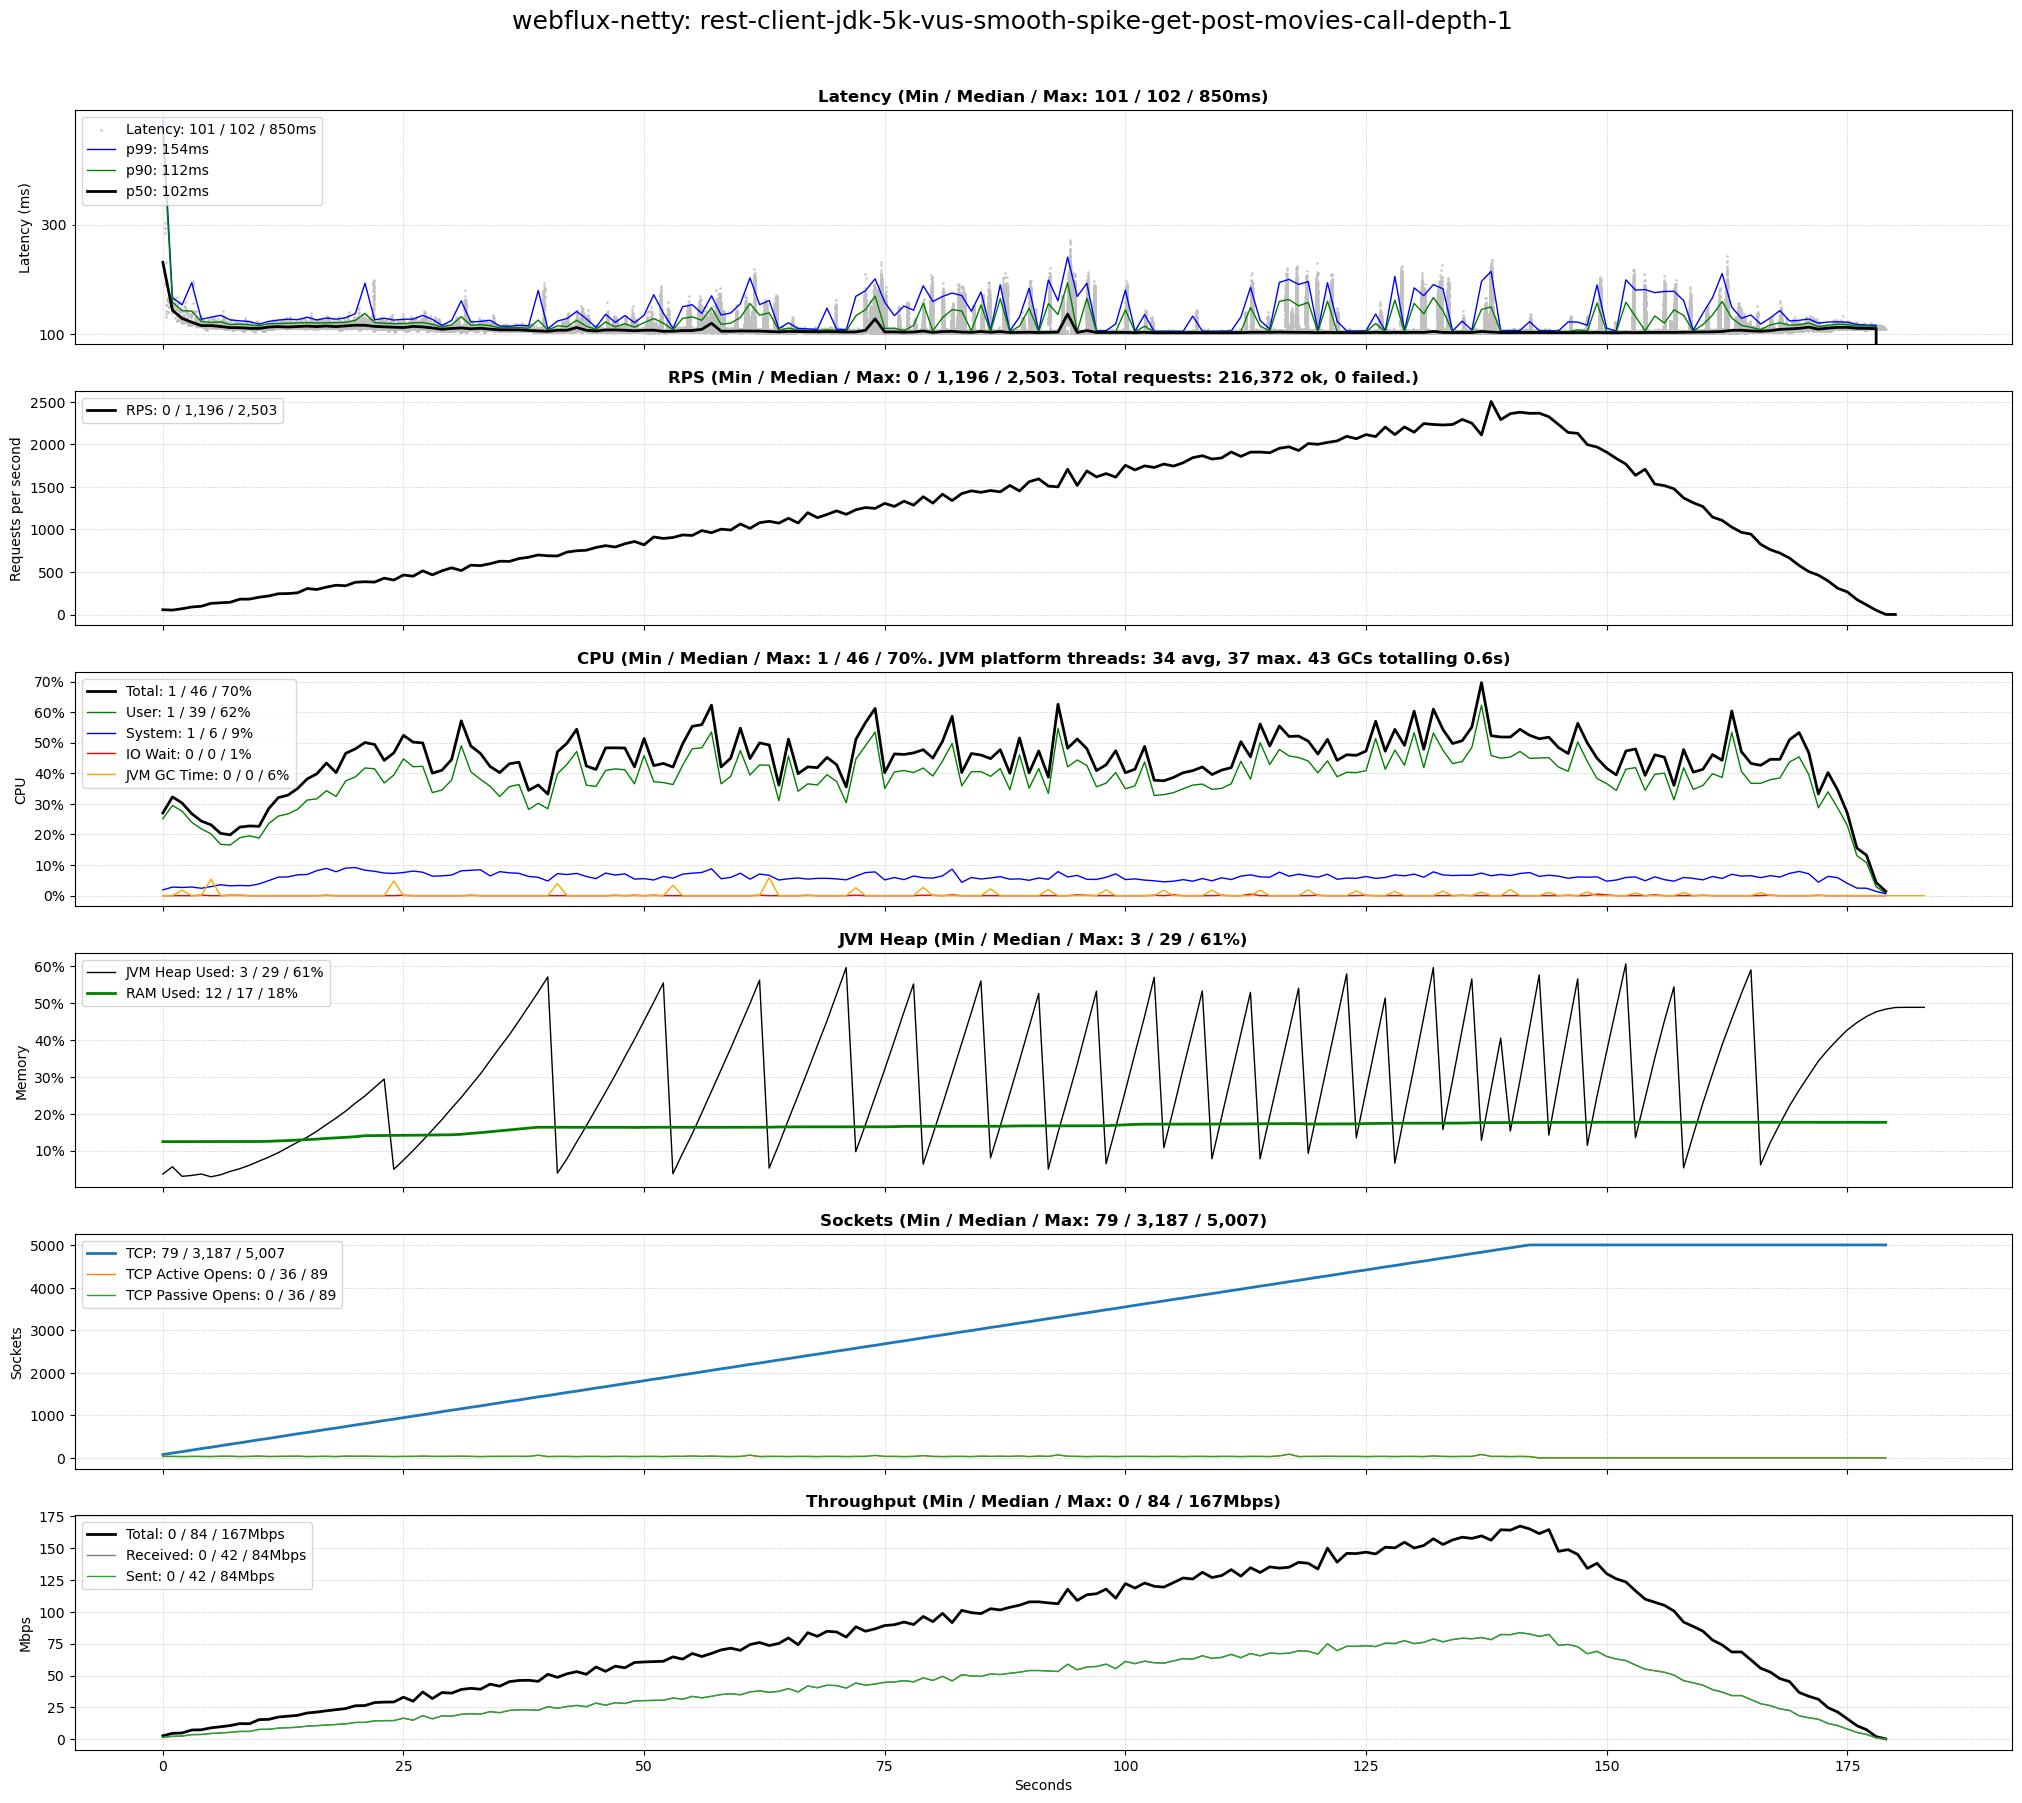 webflux-netty: rest-client-jdk-5k-vus-smooth-spike-get-post-movies-call-depth-1
Latency (Min / Median / Max: 101 / 102 / 850ms)
Latency: 101 / 102 / 850ms
p99: 154ms
p90: 112ms
p50: 102ms
Latency (ms)
300
100
RPS (Min / Median / Max: 0 / 1,196 / 2,503. Total requests: 216,372 ok, 0 failed.)
RPS: 0 / 1,196 / 2,503
Requests per second
2500
2000
1500
1000
500
0
CPU (Min / Median / Max: 1 / 46 / 70%. JVM platform threads: 34 avg, 37 max. 43 GCs totalling 0.6s)
Total: 1 / 46 / 70%
User: 1 / 39 / 62%
System: 1 / 6 / 9%
IO Wait: 0 / 0 / 1%
JVM GC Time: 0 / 0 / 6%
CPU
70%
60%
50%
40%
30%
20%
10%
0%
JVM Heap (Min / Median / Max: 3 / 29 / 61%)
JVM Heap Used: 3 / 29 / 61%
RAM Used: 12 / 17 / 18%
Memory
60%
50%
40%
30%
20%
10%
Sockets (Min / Median / Max: 79 / 3,187 / 5,007)
TCP: 79 / 3,187 / 5,007
TCP Active Opens: 0 / 36 / 89
TCP Passive Opens: 0 / 36 / 89
Sockets
5000
4000
3000
2000
1000
0
Throughput (Min / Median / Max: 0 / 84 / 167Mbps)
Total: 0 / 84 / 167Mbps
Received: 0 / 42 / 84Mbps
Sent: 0 / 42 / 84Mbps
Mbps
175
150
125
100
75
50
25
0
0 25 50 75 100 125 150 175
Seconds